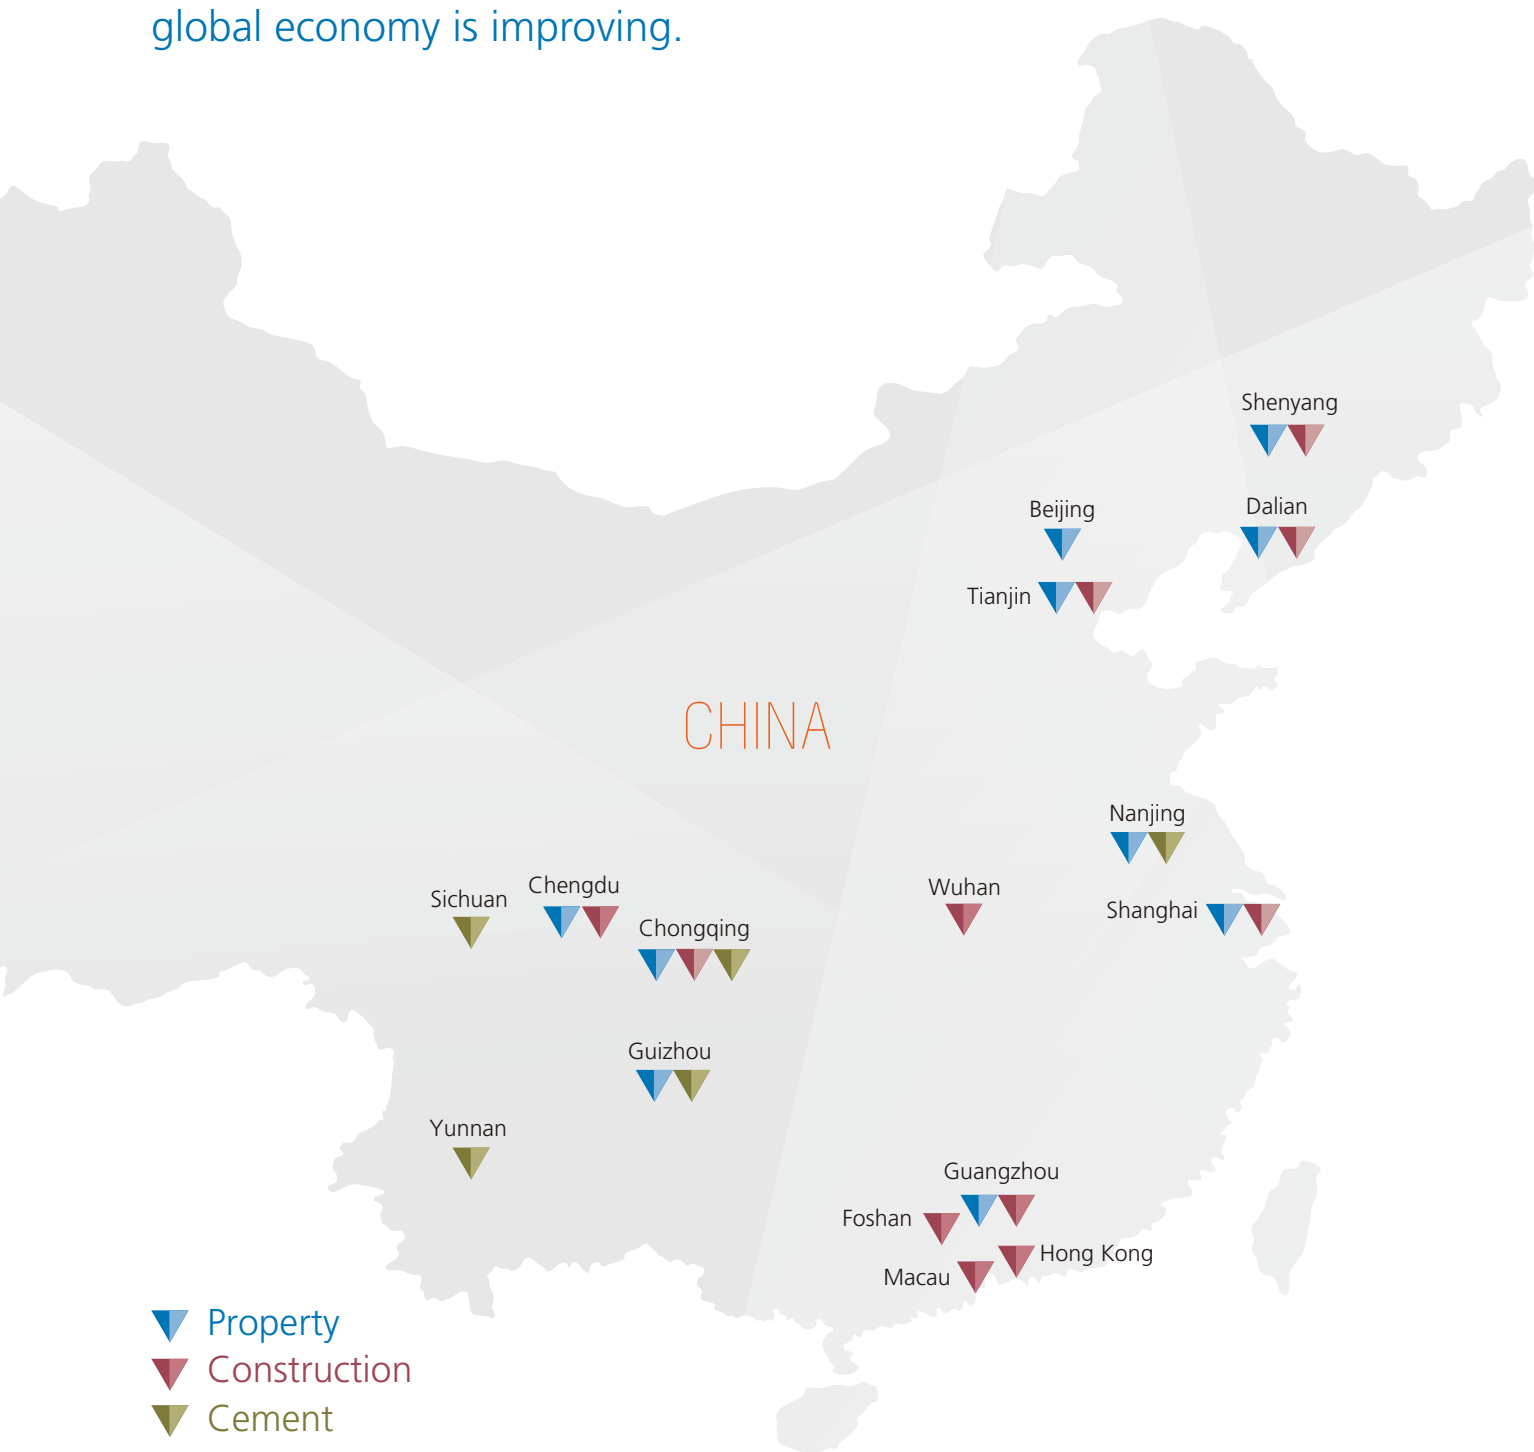 global economy is improving.
Shenyang
Beijing
Dalian
Tianjin
CHINA
Nanjing
Sichuan
Chengdu
Wuhan
Shanghai
Chongqing
Guizhou
Yunnan
Guangzhou
Foshan
Hong Kong
Macau
Property
Construction
Cement